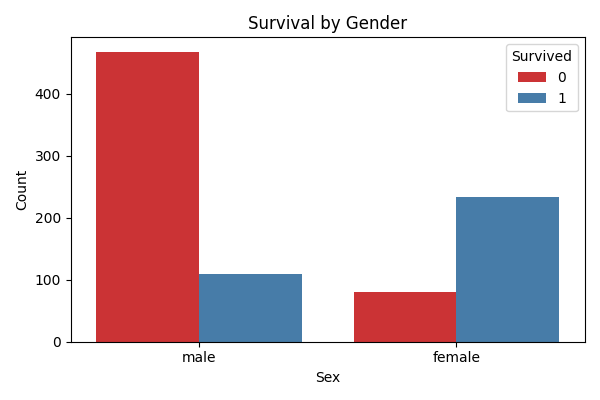 Survival by Gender
Survived
0
1
400
300
200
100
0
Count
male
female
Sex